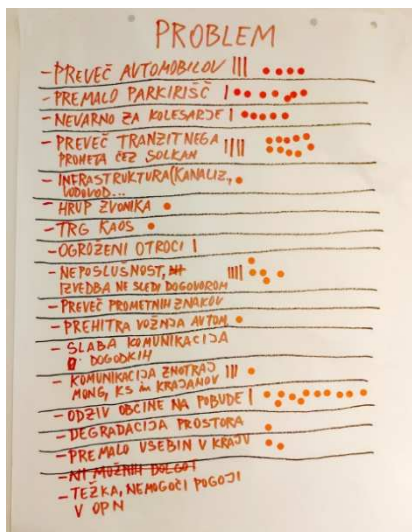 PROBLEM
- PREVEČ AVTOMOBILOV |||
- PREMALO PARKIRIŠČ |
- NEVARNO ZA KOLESARJE |
- PREVEČ TRANZITNEGA ||||
PROMETA ČEZ SOLKAN
- INFRASTRUKTURA (KANALIZ.,
VODOVOD...
- HRUP ZVONIKA
- TRG KAOS
- OGROŽENI OTROCI |
- NEPOSLUŠNOST, ||||
IZVEDBA NE SLEDI DOGOVOROM
- PREVEČ PROMETNIH ZNAKOV
- PREHITRA VOŽNJA AVTOM.
- SLABA KOMUNIKACIJA
O DOGODKIH
- KOMUNIKACIJA ZNOTRAJ |||
MONG, KS in KRAJANOV
- ODZIV OBČINE NA POBUDE |
- DEGRADACIJA PROSTORA
- PREMALO VSEBIN V KRAJU
- NI MOŽNIH
- TEŽKA, NEMOGOČI POGOJI
V OPN